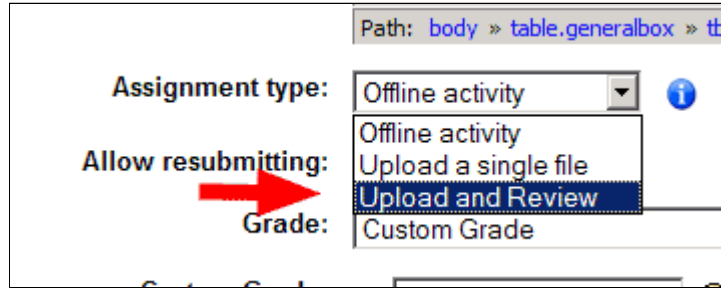 Path: body » table.generalbox »
Assignment type: Offline activity
Offline activity
Allow resubmitting: Upload a single file
Upload and Review
Grade: Custom Grade